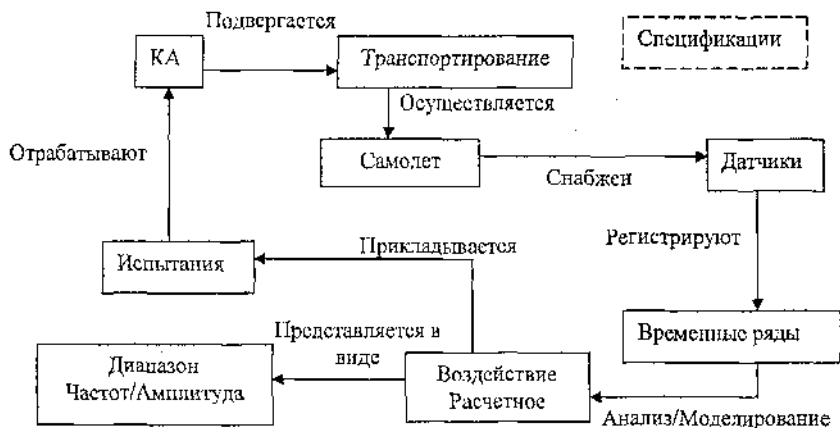 Подвергается
КА
Транспортирование
Спецификации
Осуществляется
Отрабатывают
Самолет
Снабжен
Датчики
Регистрируют
Прикладывается
Испытания
Представляется в
виде
Временные ряды
Диапазон
Частот/Амплитуда
Воздействие
Расчетное
Анализ/Моделирование